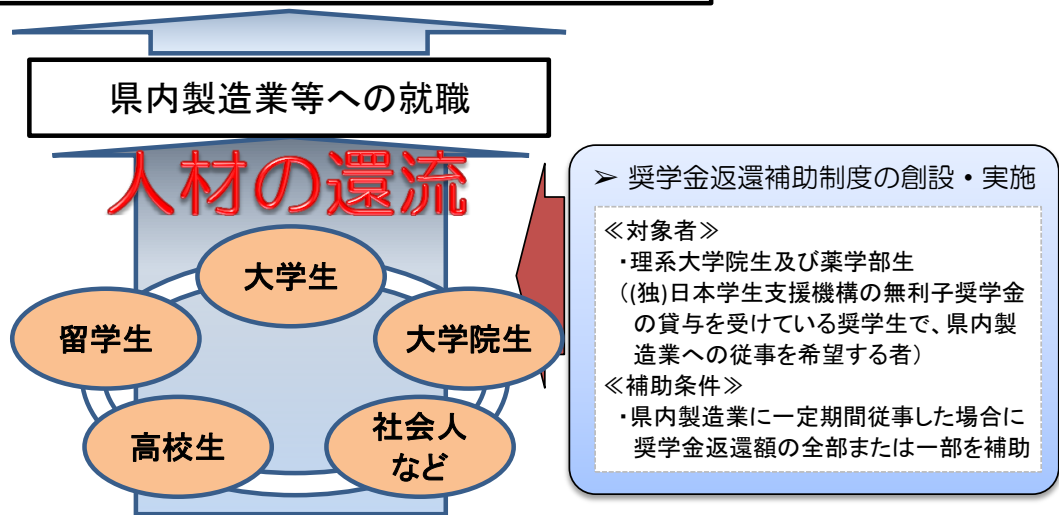 県内製造業等への就職
人材の還流
大学生
留学生
大学院生
高校生
社会人
など
➢ 奨学金返還補助制度の創設・実施
≪対象者≫
・理系大学院生及び薬学部生
((独)日本学生支援機構の無利子奨学金
の貸与を受けている奨学生で、県内製
造業への従事を希望する者)
≪補助条件≫
・県内製造業に一定期間従事した場合に
奨学金返還額の全部または一部を補助